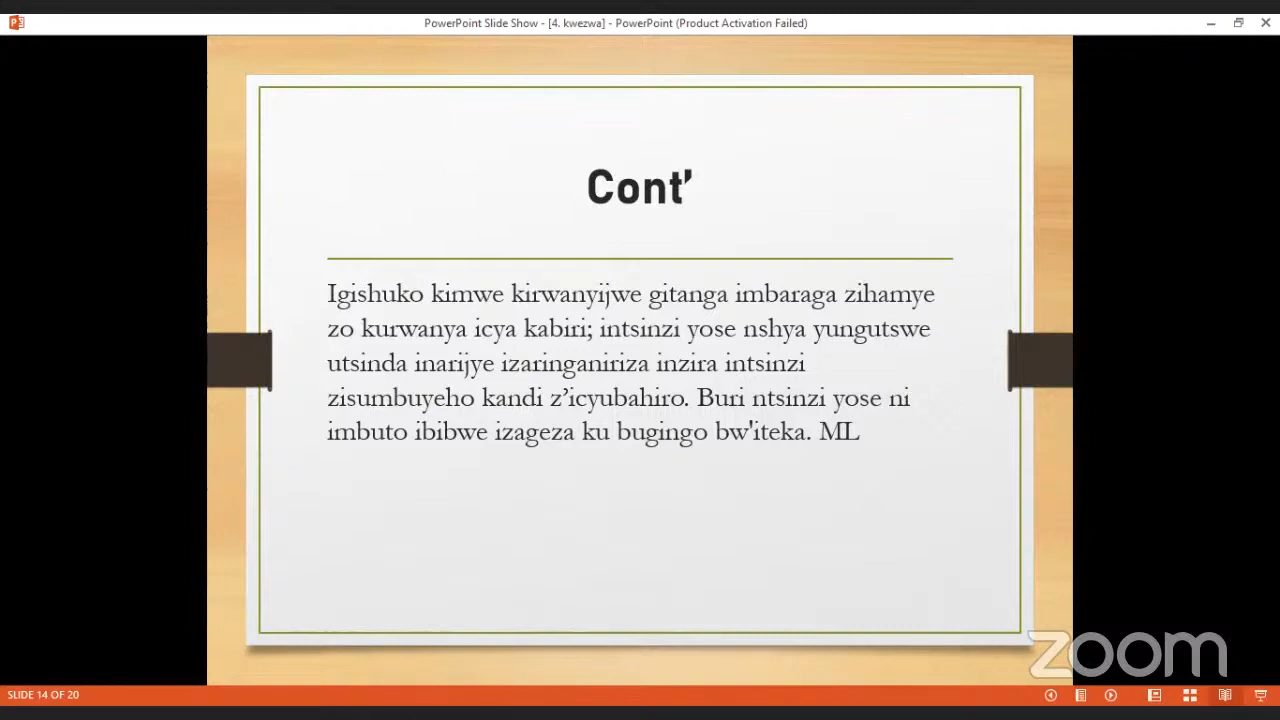 PowerPoint Slide Show - [4. kwezwa] - PowerPoint (Product Activation Failed)
Cont’
Igishuko kimwe kirwanyijwe gitanga imbaraga zihamye
zo kurwanya icya kabiri; intsinzi yose nshya yungutswe
utsinda inarijye izaringaniriza inzira intsinzi
zisumbuyeho kandi z’icyubahiro. Buri ntsinzi yose ni
imbuto ibibwe izageza ku bugingo bw'iteka. ML
zoom
SLIDE 14 OF 20